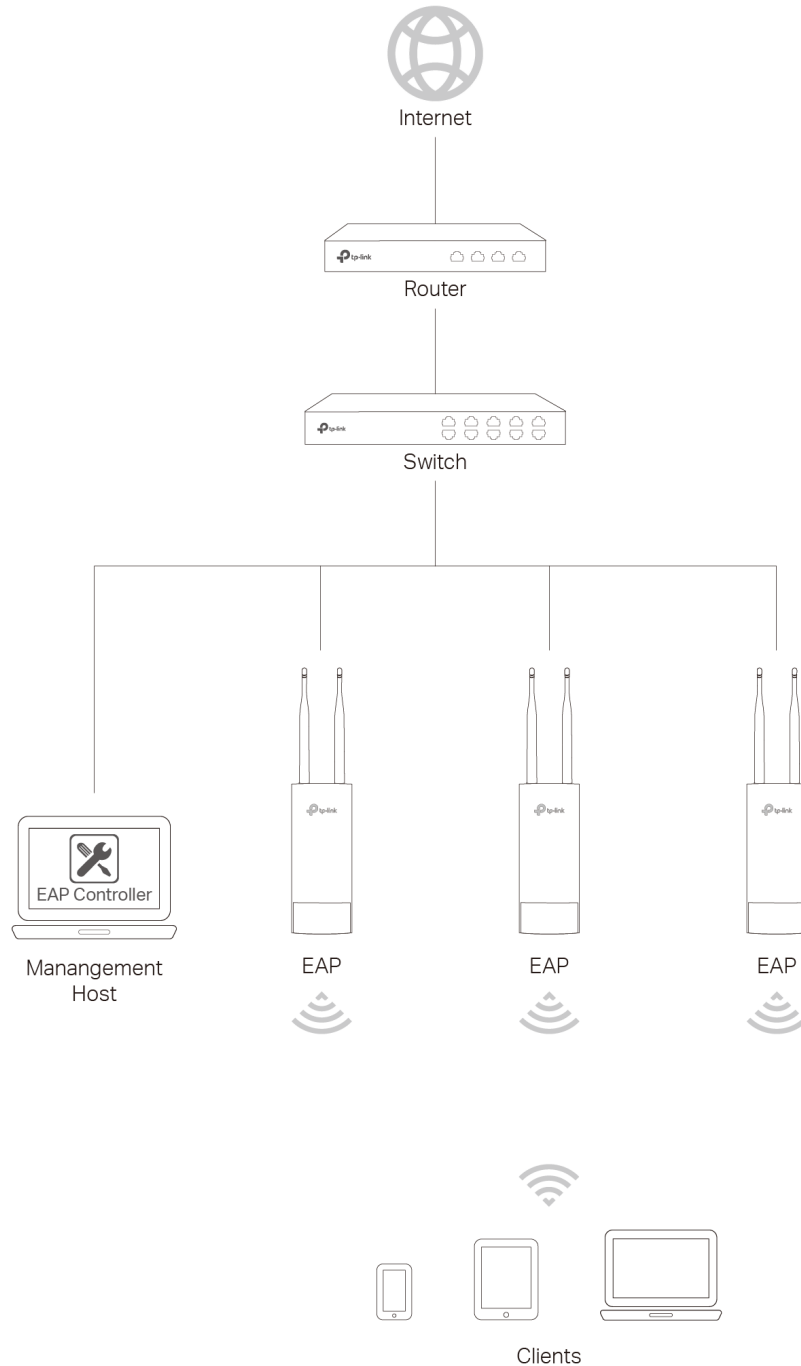 Internet
tp-link
Router
tp-link
Switch
tp-link
tp-link
tp-link
EAP Controller
Manangement
Host
EAP
EAP
EAP
Clients